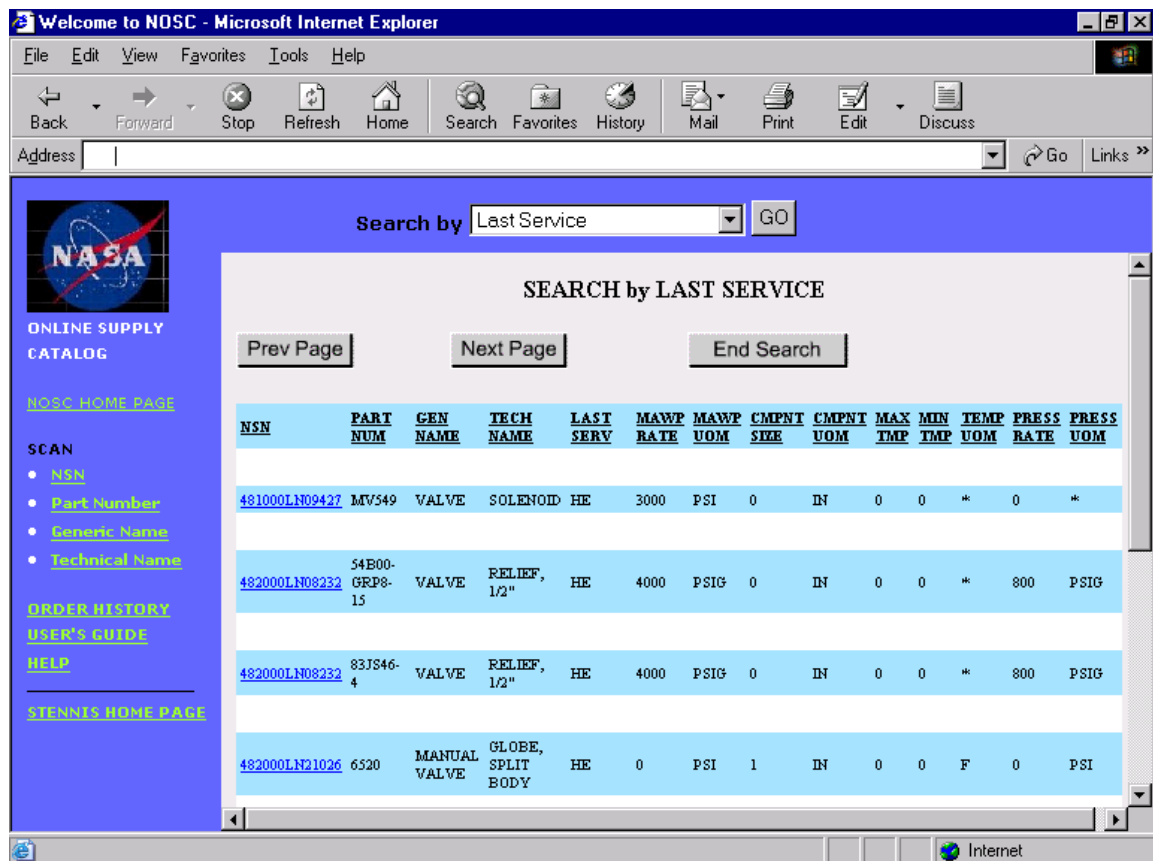 Welcome to NOSC - Microsoft Internet Explorer
File Edit View Favorites Tools Help
Back Forward Stop Refresh Home Search Favorites History Mail Print Edit Discuss
Address Go Links »
Search by Last Service GO
NASA
ONLINE SUPPLY
CATALOG
NOSC HOME PAGE
SCAN
• NSN
• Part Number
• Generic Name
• Technical Name
ORDER HISTORY
USER'S GUIDE
HELP
STENNIS HOME PAGE
SEARCH by LAST SERVICE
Prev Page Next Page End Search
NSN PART NUM GEN NAME TECH NAME LAST SERV MAWP RATE MAWP UOM CMPNT SIZE CMPNT UOM MAX TMP MIN TMP TEMP UOM PRESS RATE PRESS UOM
481000LN09427 MV549 VALVE SOLENOID HE 3000 PSI 0 IN 0 0 * 0 *
482000LN08232 54B00-GRP8-15 VALVE RELIEF, 1/2" HE 4000 PSIG 0 IN 0 0 * 800 PSIG
482000LN08232 83JS46-4 VALVE RELIEF, 1/2" HE 4000 PSIG 0 IN 0 0 * 800 PSIG
482000LN21026 6520 MANUAL VALVE GLOBE, SPLIT BODY HE 0 PSI 1 IN 0 0 F 0 PSI
Internet